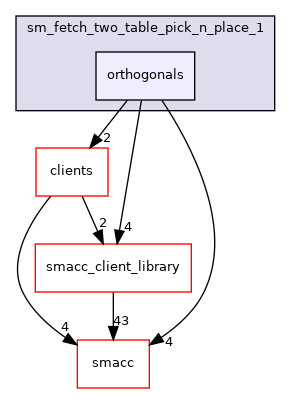 sm_fetch_two_table_pick_n_place_1
orthogonals
2
clients
2
4
smacc_client_library
43
4
4
smacc